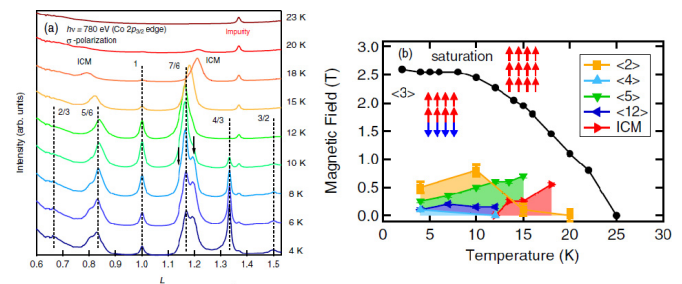 (a)
hν = 780 eV (Co 2p3/2 edge)
σ -polarization
Impurity
ICM
1
7/6
ICM
2/3
5/6
4/3
3/2
23 K
20 K
18 K
15 K
12 K
10 K
8 K
6 K
4 K
Intensity (arb. units)
0.6 0.7 0.8 0.9 1.0 1.1 1.2 1.3 1.4 1.5
L
(b)
saturation
<3>
<2>
<4>
<5>
<12>
ICM
3.0
2.5
2.0
1.5
1.0
0.5
0.0
Magnetic Field (T)
0 5 10 15 20 25 30
Temperature (K)